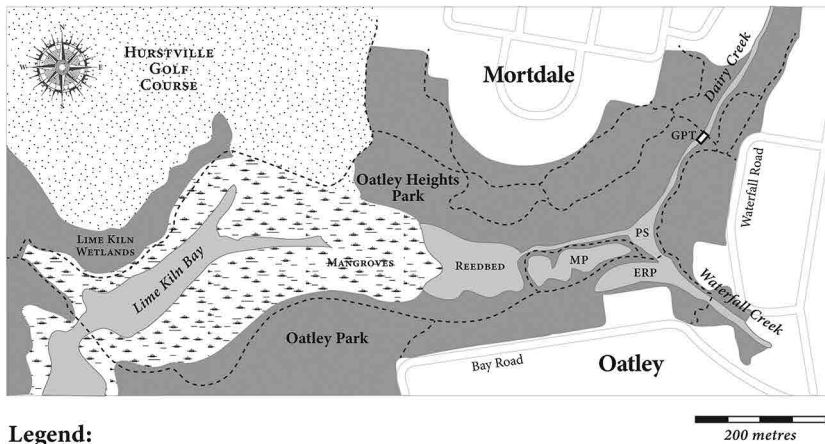 N
W
E
S
HURSTVILLE
GOLF
COURSE
Mortdale
Dairy Creek
GPT
Waterfall Road
Oatley Heights
Park
LIME KILN
WETLANDS
PS
MANGROVES
REEDBED
MP
ERP
Lime Kiln Bay
Waterfall Creek
Oatley Park
Bay Road
Oatley
Legend:
200 metres